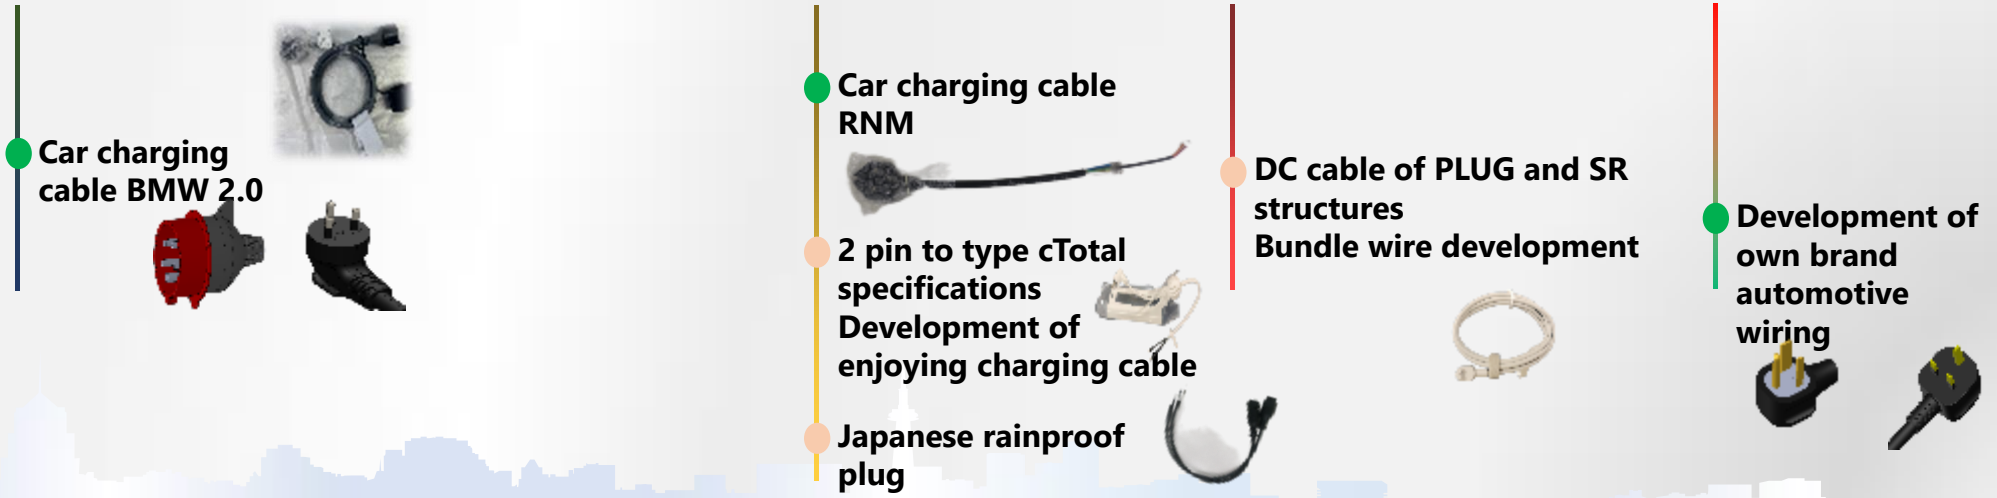 Car charging
cable BMW 2.0
Car charging cable
RNM
2 pin to type cTotal
specifications
Development of
enjoying charging cable
Japanese rainproof
plug
DC cable of PLUG and SR
structures
Bundle wire development
Development of
own brand
automotive
wiring